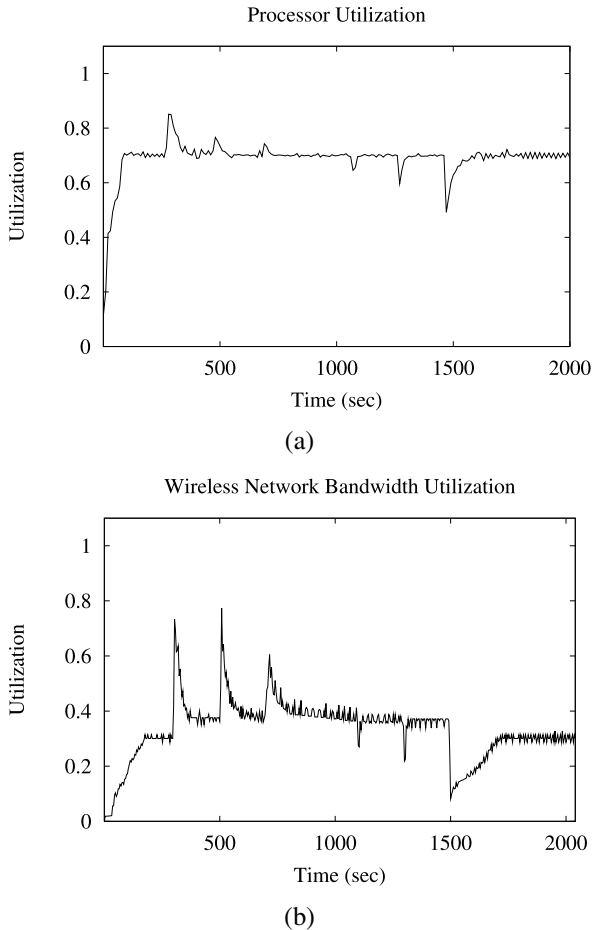 Processor Utilization
1
0.8
0.6
0.4
0.2
0
Utilization
500 1000 1500 2000
Time (sec)
(a)
Wireless Network Bandwidth Utilization
1
0.8
0.6
0.4
0.2
0
Utilization
500 1000 1500 2000
Time (sec)
(b)